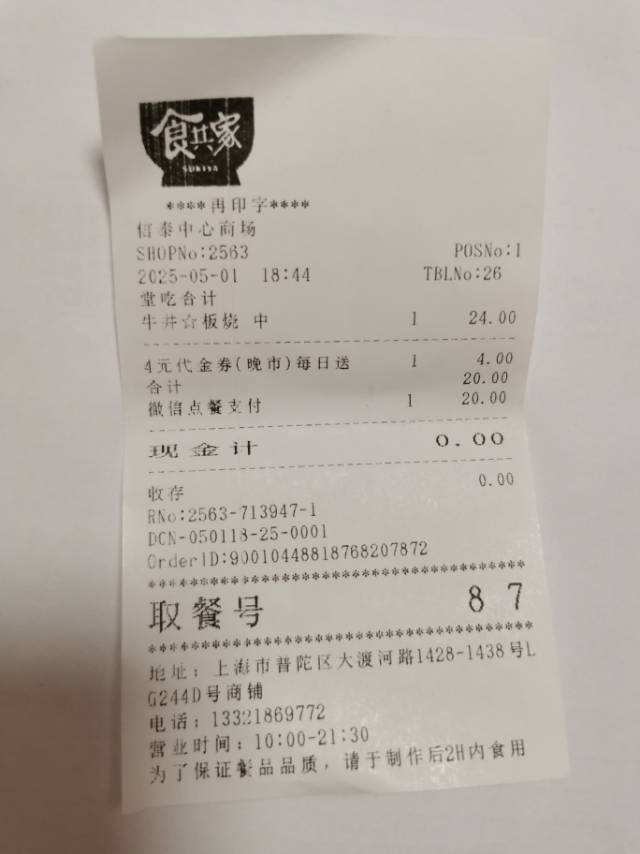 食其家
SUKIYA
****再印字****
信泰中心商场
SHOPNo:2563 POSNo:1
2025-05-01 18:44 TBLNo:26
堂吃合计
牛丼☆板烧 中 1 24.00
4元代金券(晚市)每日送 1 4.00
合计 20.00
微信点餐支付 1 20.00
现金计 0.00
收存 0.00
RNo:2563-713947-1
DCN-050118-25-0001
OrderID:90010448818768207872
取餐号 87
地址：上海市普陀区大渡河路1428-1438号L
G244D号商铺
电话：13321869772
营业时间：10:00-21:30
为了保证餐品品质，请于制作后2H内食用